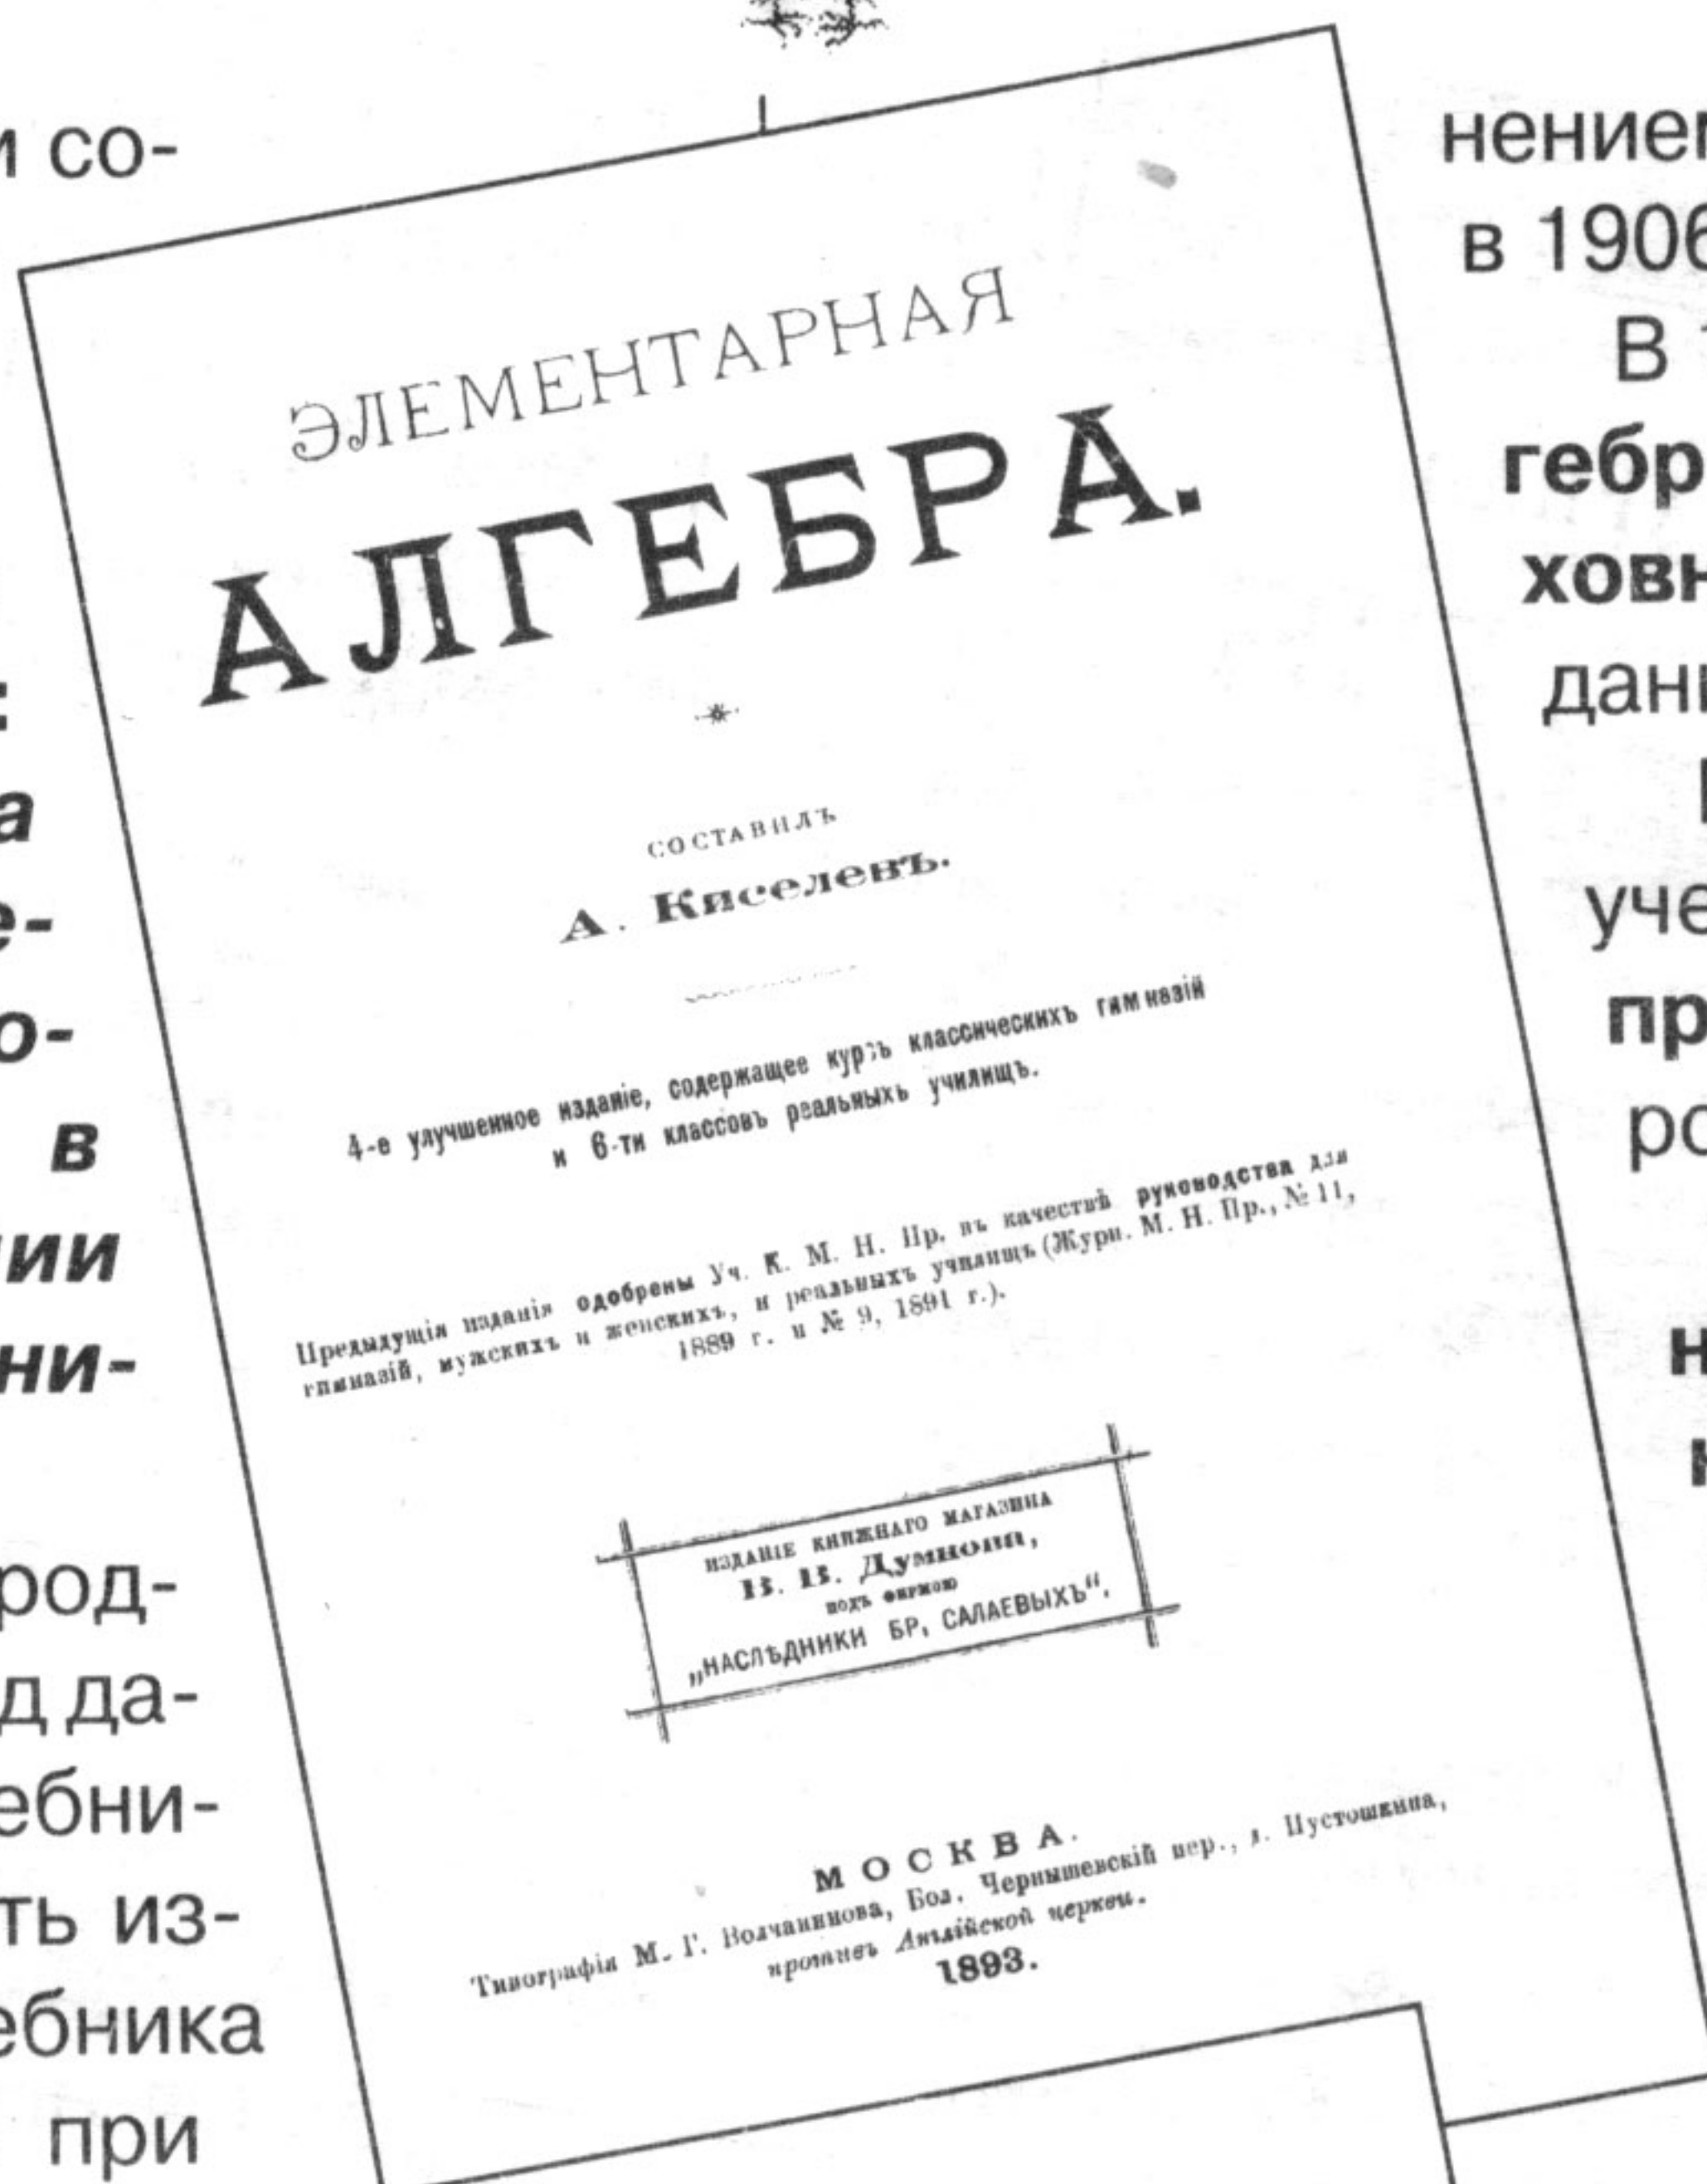 и со-
:
а
е-
о-
в
ии
ни-
род-
д да-
ебни-
ть из-
ебника
при
ЭЛЕМЕНТАРНАЯ
АЛГЕБРА.
СОСТАВИЛЪ
А. Киселевъ.
4-е улучшенное изданіе, содержащее курсъ классическихъ гимназій
и 6-ти классовъ реальныхъ училищъ.
Предыдущія изданія одобрены Уч. К. М. Н. Пр. въ качествѣ руководства для
гимназій, мужскихъ и женскихъ, и реальныхъ училищъ (Журн. М. Н. Пр., № 11,
1889 г. и № 9, 1891 г.).
ИЗДАНІЕ КНИЖНАГО МАГАЗИНА
В. В. Думнова,
подъ фирмою
„НАСЛѢДНИКИ БР. САЛАЕВЫХЪ“.
МОСКВА.
Типографія М. Г. Волчанинова, Бол. Чернышевскій пер., д. Пустошкина,
противъ Англійской церкви.
1893.
нением
в 1906
В
гебр
ховн
дани
уче
пр
ро
н